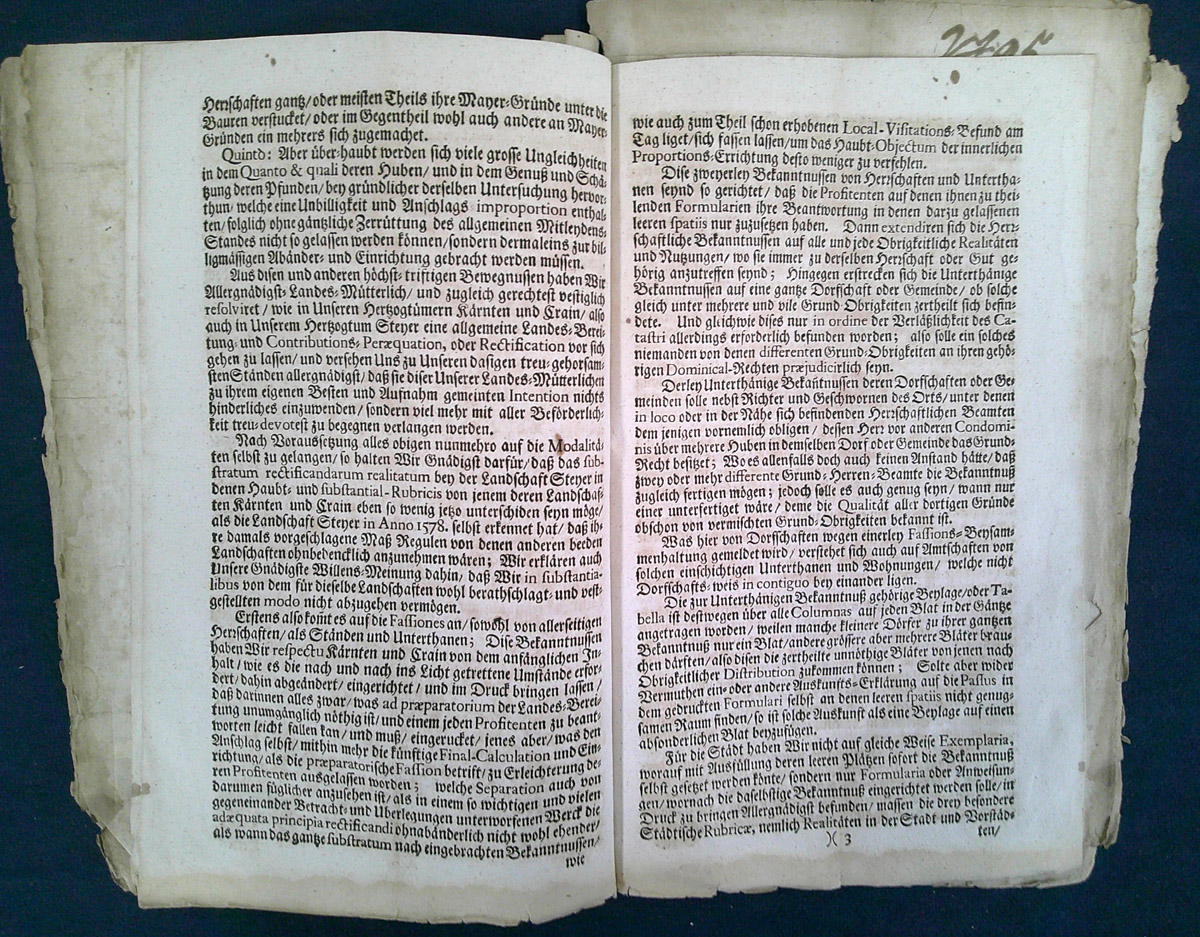 Herrschaften gantz/ oder meisten Theils ihre Mayer-Gründe unter die
Bauren verstucket/ oder im Gegentheil wohl auch andere an Mayer-
Gründen ein mehrers sich zugemachet.
Quintò: Aber über-haubt werden sich viele grosse Ungleichheiten
in dem Quanto & quali deren Huben/ und in dem Genuß und Schä-
tzung deren Pfunden/ bey gründlicher derselben Untersuchung hervor-
thun/ welche eine Unbilligkeit und Anschlags improportion enthal-
ten/ folglich ohne gäntzliche Zerrüttung des allgemeinen Mitleydens-
Standes nicht so gelassen werden können/ sondern dermaleins zur bil-
ligmässigen Abänder- und Einrichtung gebracht werden müssen.
Aus disen und anderen höchst-trifftigen Bewegnussen haben Wir
Allergnädigst-Landes-Mütterlich/ und zugleich gerechtest vestiglich
resolviret/ wie in Unseren Hertzogtümern Kärnten und Crain/ also
auch in Unserem Hertzogtum Steyer eine allgemeine Landes-Berei-
tung- und Contributions-Peræquation, oder Rectification vor sich
gehen zu lassen/ und versehen Uns zu Unseren dasigen treu-gehorsam-
sten Ständen allergnädigst/ daß sie diser Unserer Landes-Mütterlichen
zu ihrem eigenen Besten und Aufnahm gemeinten Intention nichts
hinderliches einzuwenden/ sondern viel mehr mit aller Beförderlich-
keit treu-devotest zu begegnen verlangen werden.
Nach Voraussetzung alles obigen nunmehro auf die Modalitä-
ten selbst zu gelangen/ so halten Wir Gnädigst darfür/ daß das sub-
stratum rectificandarum realitatum bey der Landschaft Steyer in
denen Haubt- und substantial-Rubricis von jenem deren Landschaf-
ten Kärnten und Crain eben so wenig jetzo unterschiden seyn möge/
als die Landschaft Steyer in Anno 1578. selbst erkennet hat/ daß ih-
re damals vorgeschlagene Maß Regulen von denen anderen beeden
Landschaften ohnbedencklich anzunehmen wären; Wir erklären auch
Unsere Gnädigste Willens-Meinung dahin/ daß Wir in substantia-
libus von dem für dieselbe Landschaften wohl berathschlagt- und vest-
gestellten modo nicht abzugehen vermögen.
Erstens also komt es auf die Fassiones an/ sowohl von allerseitigen
Herrschaften/ als Ständen und Unterthanen; Dise Bekanntnussen
haben Wir respectu Kärnten und Crain von dem anfänglichen In-
halt/ wie es die nach und nach ins Licht getrettene Umstände erfor-
dert/ dahin abgeändert/ eingerichtet/ und im Druck bringen lassen/
daß darinnen alles zwar/ was ad præparatorium der Landes-Berei-
tung unumgänglich nöthig ist/ und einem jeden Profitenten zu beant-
worten leicht fallen kan/ und muß/ eingerucket/ jenes aber/ was den
Anschlag selbst/ mithin mehr die künftige Final-Calculation und Ein-
richtung/ als die præparatorische Fassion betrift/ zu Erleichterung de-
ren Profitenten ausgelassen worden; welche Separation auch von
darumen füglicher anzusehen ist/ als in einem so wichtigen und vielen
gegeneinander Betracht- und Uberlegungen unterworfenen Werck die
adæquata principia rectificandi ohnabänderlich nicht wohl ehender/
als wann das gantze substratum nach eingebrachten Bekanntnussen/
wie
wie auch zum Theil schon erhobenen Local-Visitations-Befund am
Tag liget/ sich fassen lassen/ um das Haubt-Objectum der innerlichen
Proportions-Errichtung desto weniger zu verfehlen.
Dise zweyerley Bekanntnussen von Herrschaften und Untertha-
nen seynd so gerichtet/ daß die Profitenten auf denen ihnen zu thei-
lenden Formularien ihre Beantwortung in denen darzu gelassenen
leeren spatiis nur zuzusetzen haben. Dann extendiren sich die Herr-
schaftliche Bekanntnussen auf alle und jede Obrigkeitliche Realitäten
und Nutzungen/ wo sie immer zu derselben Herrschaft oder Gut ge-
hörig anzutreffen seynd; Hingegen erstrecken sich die Unterthänige
Bekanntnussen auf eine gantze Dorfschaft oder Gemeinde/ ob solche
gleich unter mehrere und vile Grund-Obrigkeiten zertheilt sich befin-
dete. Und gleichwie dises nur in ordine der Verläßlichkeit des Ca-
tastri allerdings erforderlich befunden worden; also solle ein solches
niemanden von denen differenten Grund-Obrigkeiten an ihren gehö-
rigen Dominical-Rechten præjudicirlich seyn.
Derley Unterthänige Bekantnussen deren Dorfschaften oder Ge-
meinden solle nebst Richter und Geschwornen des Orts/ unter denen
in loco oder in der Nähe sich befindenden Herrschaftlichen Beamten
dem jenigen vornemlich obligen/ dessen Herr vor anderen Condomi-
nis über mehrere Huben in demselben Dorf oder Gemeinde das Grund-
Recht besitzet; Wo es allenfalls doch auch keinen Anstand hätte/ daß
zwey oder mehr differente Grund-Herren-Beamte die Bekanntnuß
zugleich fertigen mögen; jedoch solle es auch genug seyn/ wann nur
einer unterfertiget wäre/ deme die Qualität aller dortigen Gründe
obschon von vermischten Grund-Obrigkeiten bekannt ist.
Was hier von Dorfschaften wegen einerley Fassions-Beysam-
menhaltung gemeldet wird/ verstehet sich auch auf Amtschaften von
solchen einschichtigen Unterthanen und Wohnungen/ welche nicht
Dorfschafts-weis in contiguo bey einander ligen.
Die zur Unterthänigen Bekanntnuß gehörige Beylage/ oder Ta-
bella ist destwegen über alle Columnas auf jeden Blat in der Gäntze
angetragen worden/ weilen manche kleinere Dörfer zu ihrer gantzen
Bekanntnuß nur ein Blat/ andere grössere aber mehrere Bläter brau-
chen därften/ also disen die zertheilte unnöthige Bläter von jenen nach
Obrigkeitlicher Distribution zukommen können; Solte aber wider
Vermuthen ein- oder andere Auskunfts-Erklärung auf die Passus in
dem gedruckten Formulari selbst an denen leeren spatiis nicht genug-
samen Raum finden/ so ist solche Auskunft als eine Beylage auf einen
absonderlichen Blat beyzufügen.
Für die Städt haben Wir nicht auf gleiche Weise Exemplaria,
worauf mit Ausfüllung deren leeren Plätzen sofort die Bekanntnuß
selbst gesetzet werden könte/ sondern nur Formularia oder Anweisun-
gen/ wornach die daselbstige Bekanntnuß eingerichtet werden solle/ in
Druck zu bringen Allergnädigst befunden/ massen die drey besondere
Städtische Rubricæ, nemlich Realitäten in der Stadt und Vorstäd-
)( 3 ten/